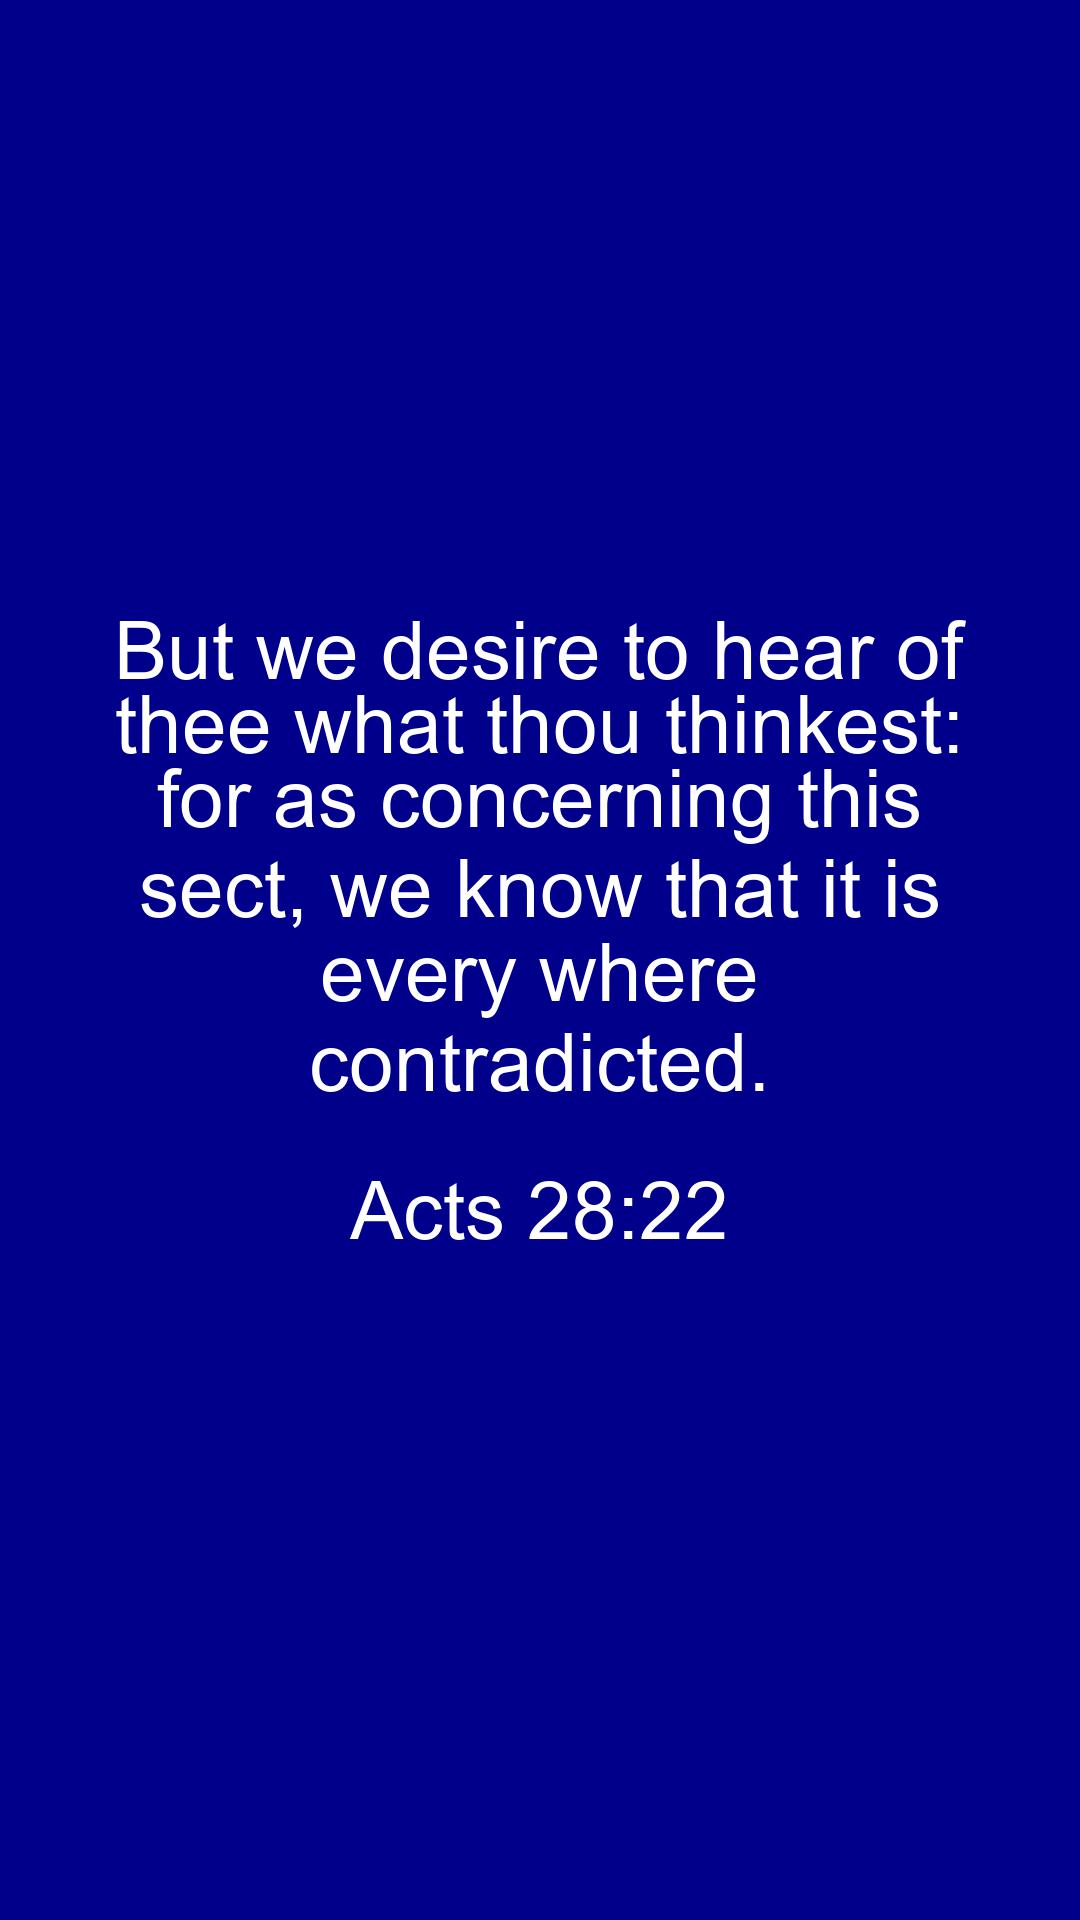 But we desire to hear of
thee what thou thinkest:
for as concerning this
sect, we know that it is
every where
contradicted.
Acts 28:22